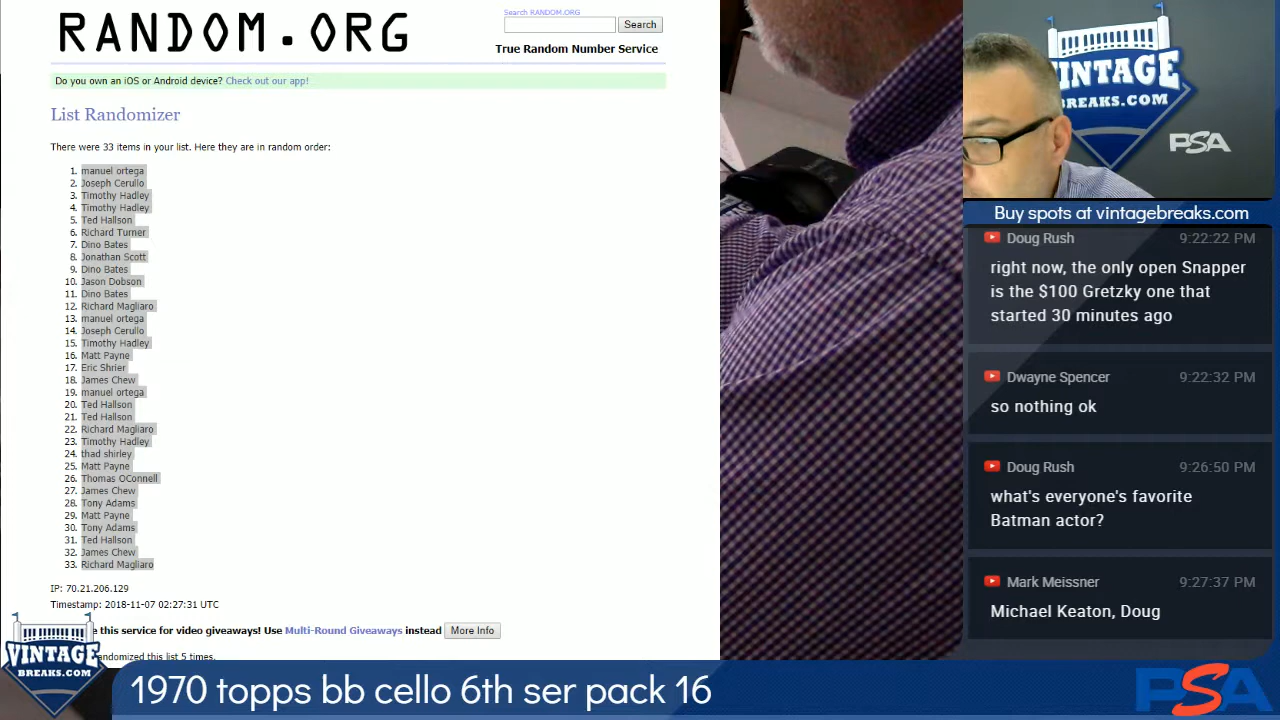 RANDOM.ORG
Search RANDOM.ORG
Search
True Random Number Service
Do you own an iOS or Android device? Check out our app!
List Randomizer
There were 33 items in your list. Here they are in random order:
1. manuel ortega
2. Joseph Cerullo
3. Timothy Hadley
4. Timothy Hadley
5. Ted Hallson
6. Richard Turner
7. Dino Bates
8. Jonathan Scott
9. Dino Bates
10. Jason Dobson
11. Dino Bates
12. Richard Magliaro
13. manuel ortega
14. Joseph Cerullo
15. Timothy Hadley
16. Matt Payne
17. Eric Shrier
18. James Chew
19. manuel ortega
20. Ted Hallson
21. Ted Hallson
22. Richard Magliaro
23. Timothy Hadley
24. thad shirley
25. Matt Payne
26. Thomas OConnell
27. James Chew
28. Tony Adams
29. Matt Payne
30. Tony Adams
31. Ted Hallson
32. James Chew
33. Richard Magliaro
IP: 70.21.206.129
Timestamp: 2018-11-07 02:27:31 UTC
this service for video giveaways! Use Multi-Round Giveaways instead More Info
randomized this list 5 times.
VINTAGE
BREAKS.COM
1970 topps bb cello 6th ser pack 16
PSA
VINTAGE
BREAKS.COM
PSA
Buy spots at vintagebreaks.com
Doug Rush 9:22:22 PM
right now, the only open Snapper
is the $100 Gretzky one that
started 30 minutes ago
Dwayne Spencer 9:22:32 PM
so nothing ok
Doug Rush 9:26:50 PM
what's everyone's favorite
Batman actor?
Mark Meissner 9:27:37 PM
Michael Keaton, Doug